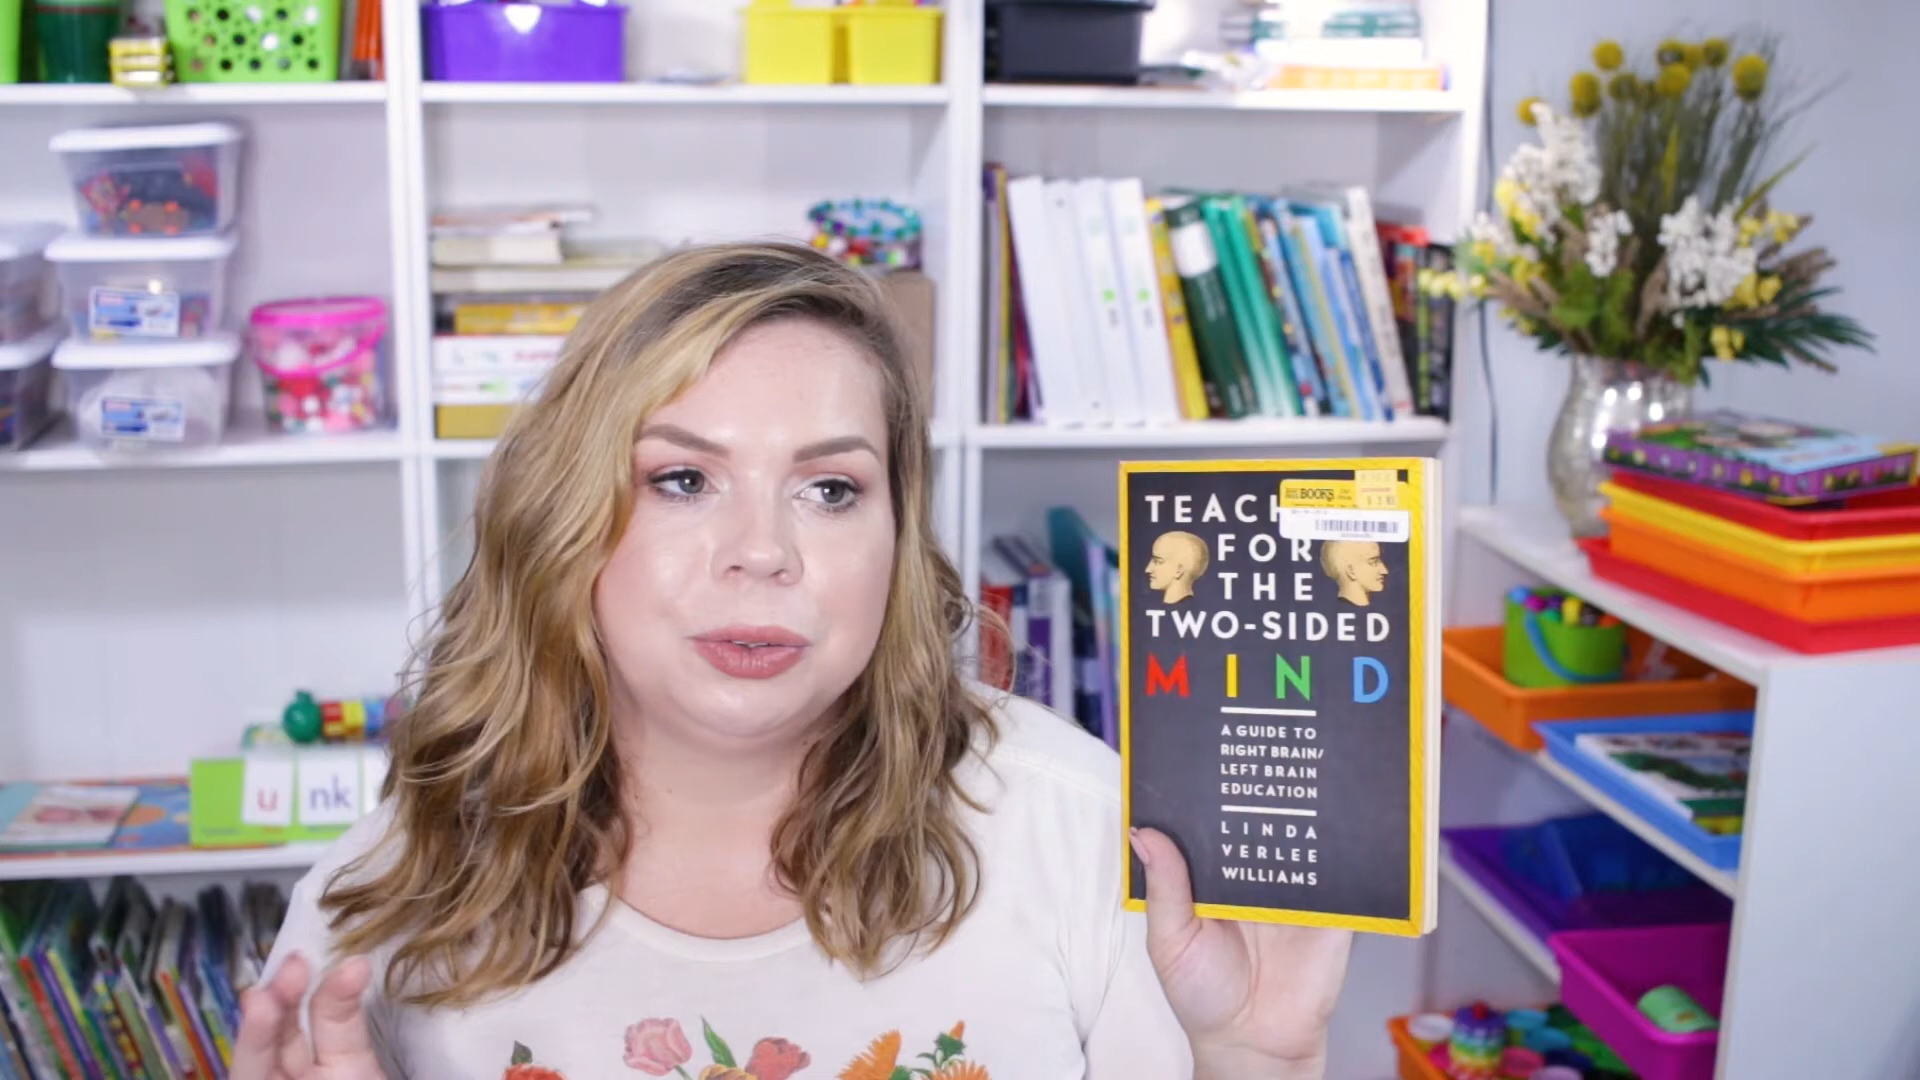 BOOKS
TEACH
FOR
THE
TWO-SIDED
MIND
A GUIDE TO
RIGHT BRAIN/
LEFT BRAIN
EDUCATION
LINDA
VERLEE
WILLIAMS
u nk